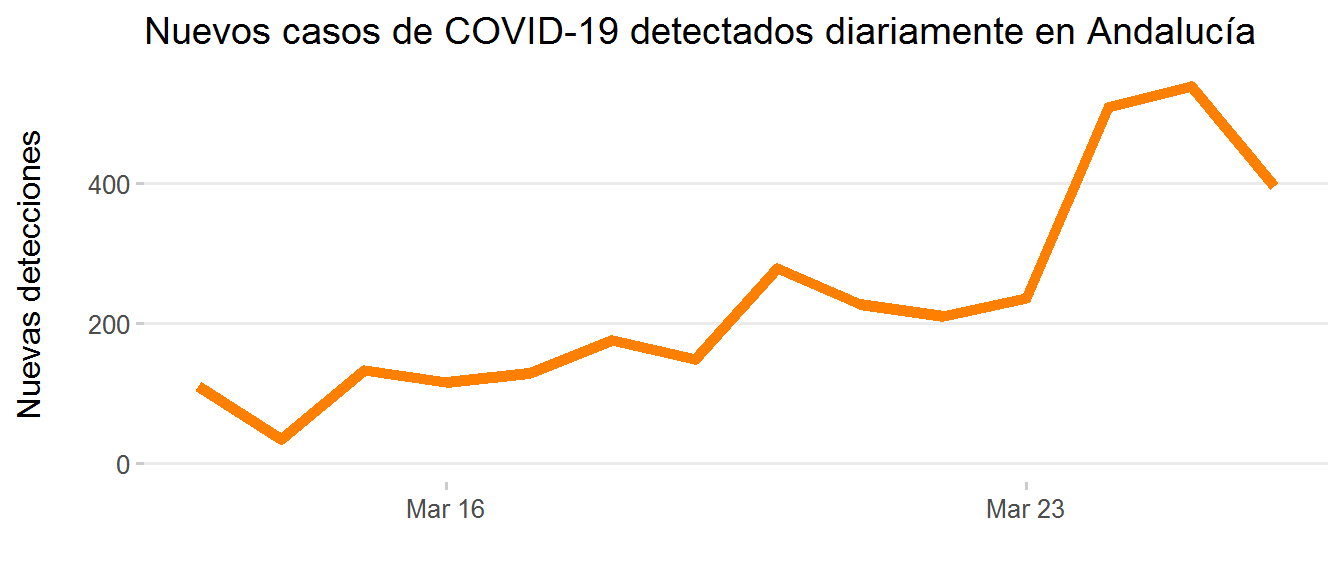 Nuevos casos de COVID-19 detectados diariamente en Andalucía
Nuevas detecciones
400
200
0
Mar 16
Mar 23